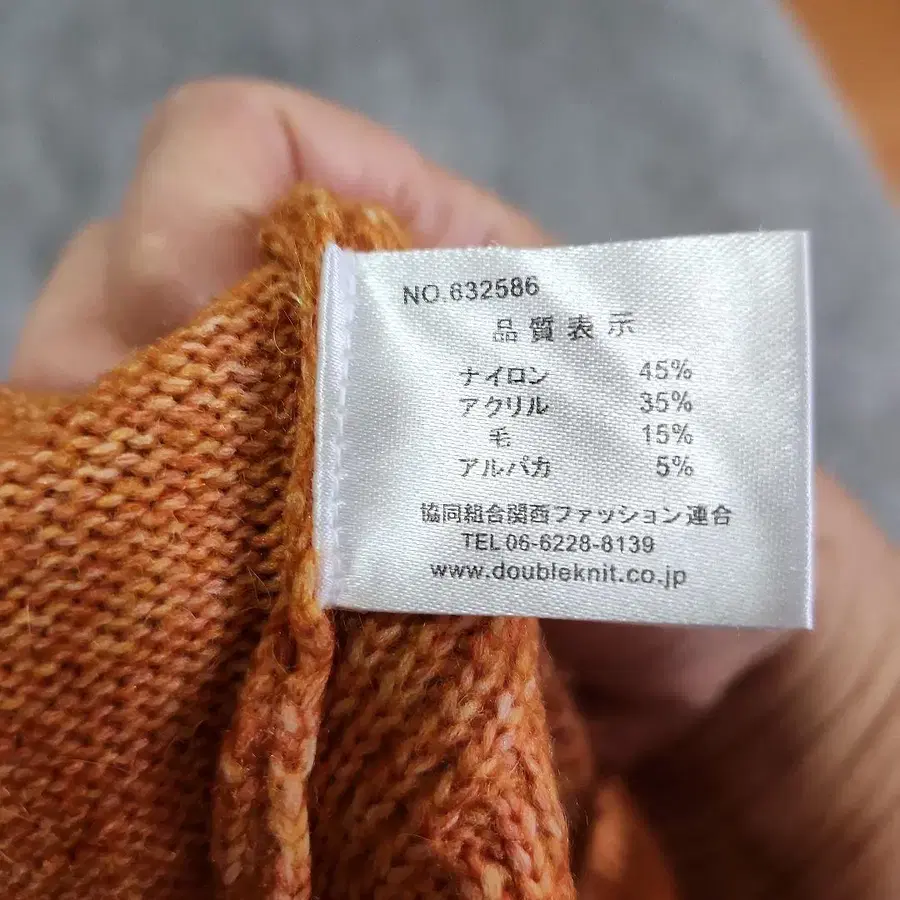 NO.632586
品質表示
ナイロン 45%
アクリル 35%
毛 15%
アルパカ 5%
協同組合関西ファッション連合
TEL 06-6228-8139
www.doubleknit.co.jp